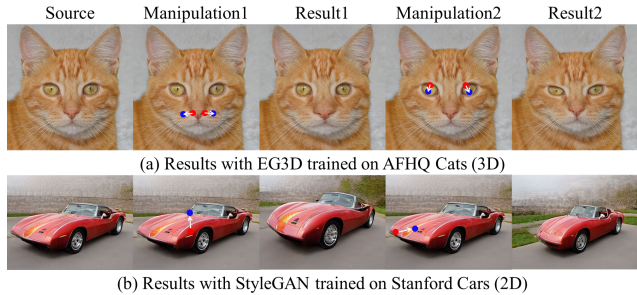 Source Manipulation1 Result1 Manipulation2 Result2
(a) Results with EG3D trained on AFHQ Cats (3D)
(b) Results with StyleGAN trained on Stanford Cars (2D)